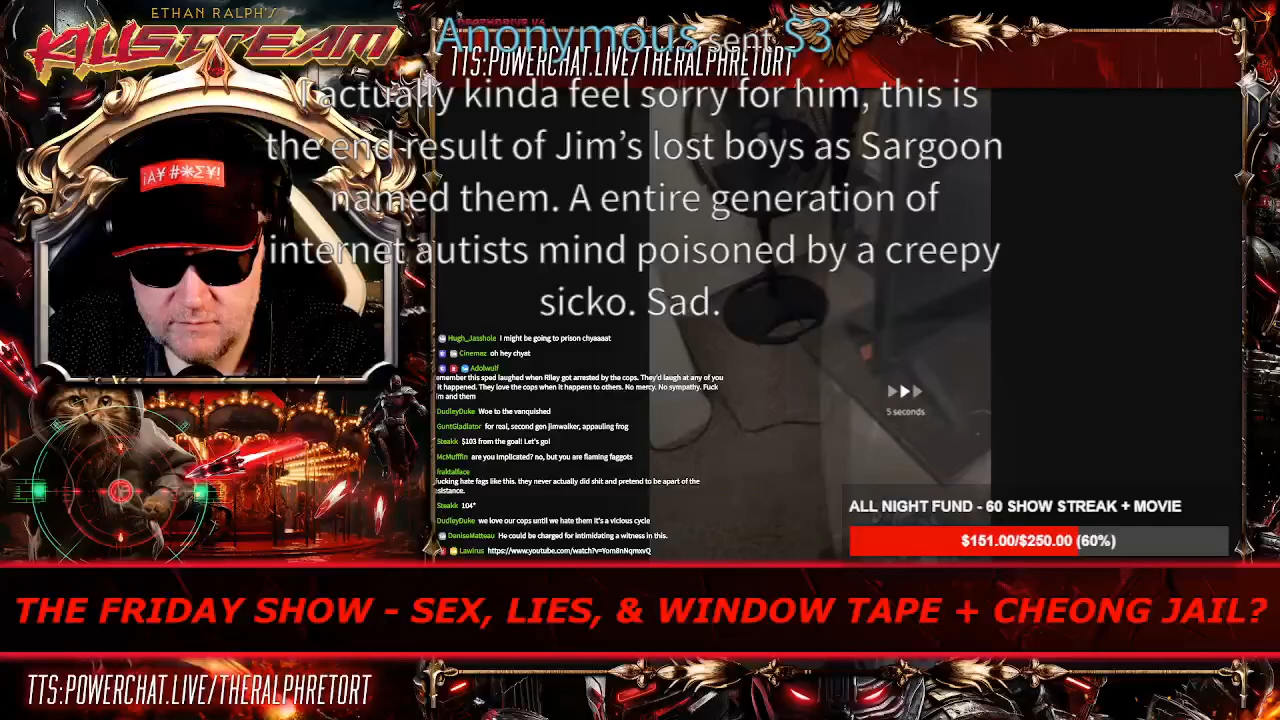 ETHAN RALPH'S
KILLSTREAM
¡A¥ #※Σ¥!
Anonymous sent $3
TTS:POWERCHAT.LIVE/THERALPHRETORT
I actually kinda feel sorry for him, this is
the end result of Jim's lost boys as Sargoon
named them. A entire generation of
internet autists mind poisoned by a creepy
sicko. Sad.
Hugh_Jasshole I might be going to prison chyaaaat
Cinemaz oh hey chyat
Adolwulf
emember this sped laughed when Riley got arrested by the cops. They'd laugh at any of you
it happened. They love the cops when it happens to others. No mercy. No sympathy. Fuck
im and them
DudleyDuke Woe to the vanquished
GuntGladiator for real, second gen jimwalker, appauling frog
Steakk $103 from the goal! Let's go!
McMufffin are you implicated? no, but you are flaming faggots
fraktalface
fucking hate fags like this. they never actually did shit and pretend to be apart of the
esistance.
Steakk 104*
DudleyDuke we love our cops until we hate them it's a vicious cycle
DeniseMatteau He could be charged for intimidating a witness in this.
Lawirus https://www.youtube.com/watch?v=Yom8nNqmxvQ
5 seconds
ALL NIGHT FUND - 60 SHOW STREAK + MOVIE
$151.00/$250.00 (60%)
THE FRIDAY SHOW - SEX, LIES, & WINDOW TAPE + CHEONG JAIL?
TTS:POWERCHAT.LIVE/THERALPHRETORT